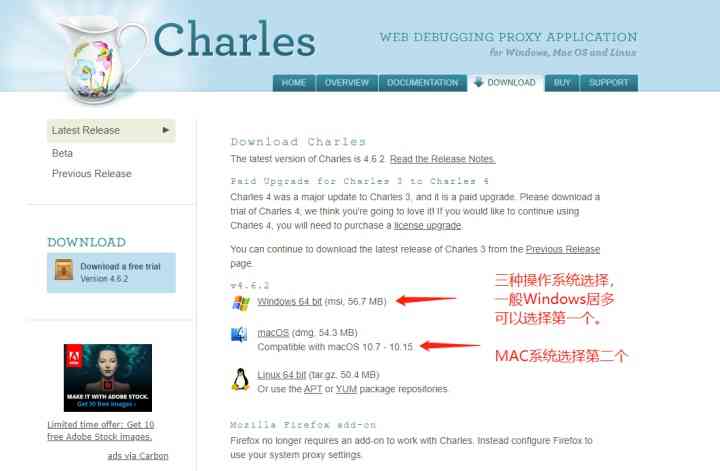 Charles
WEB DEBUGGING PROXY APPLICATION
for Windows, Mac OS and Linux
HOME
OVERVIEW
DOCUMENTATION
DOWNLOAD
BUY
SUPPORT
Latest Release
Beta
Previous Release
DOWNLOAD
Download a free trial
Version 4.6.2
MAKE IT WITH ADOBE STOCK.
Get 10 free images ›
Limited time offer: Get 10
free Adobe Stock images.
ads via Carbon
Download Charles
The latest version of Charles is 4.6.2. Read the Release Notes.
Paid Upgrade for Charles 3 to Charles 4
Charles 4 was a major update to Charles 3, and it is a paid upgrade. Please download a
trial of Charles 4, we think you're going to love it! If you would like to continue using
Charles 4, you will need to purchase a license upgrade.
You can continue to download the latest release of Charles 3 from the Previous Release
page.
v4.6.2
Windows 64 bit (msi, 56.7 MB)
macOS (dmg, 54.3 MB)
Compatible with macOS 10.7 - 10.15.
Linux 64 bit (tar.gz, 50.4 MB)
Or use the APT or YUM package repositories.
Mozilla Firefox add-on
Firefox no longer requires an add-on to work with Charles. Instead configure Firefox to
use your system proxy settings.
三种操作系统选择，
一般Windows居多
可以选择第一个。
MAC系统选择第二个